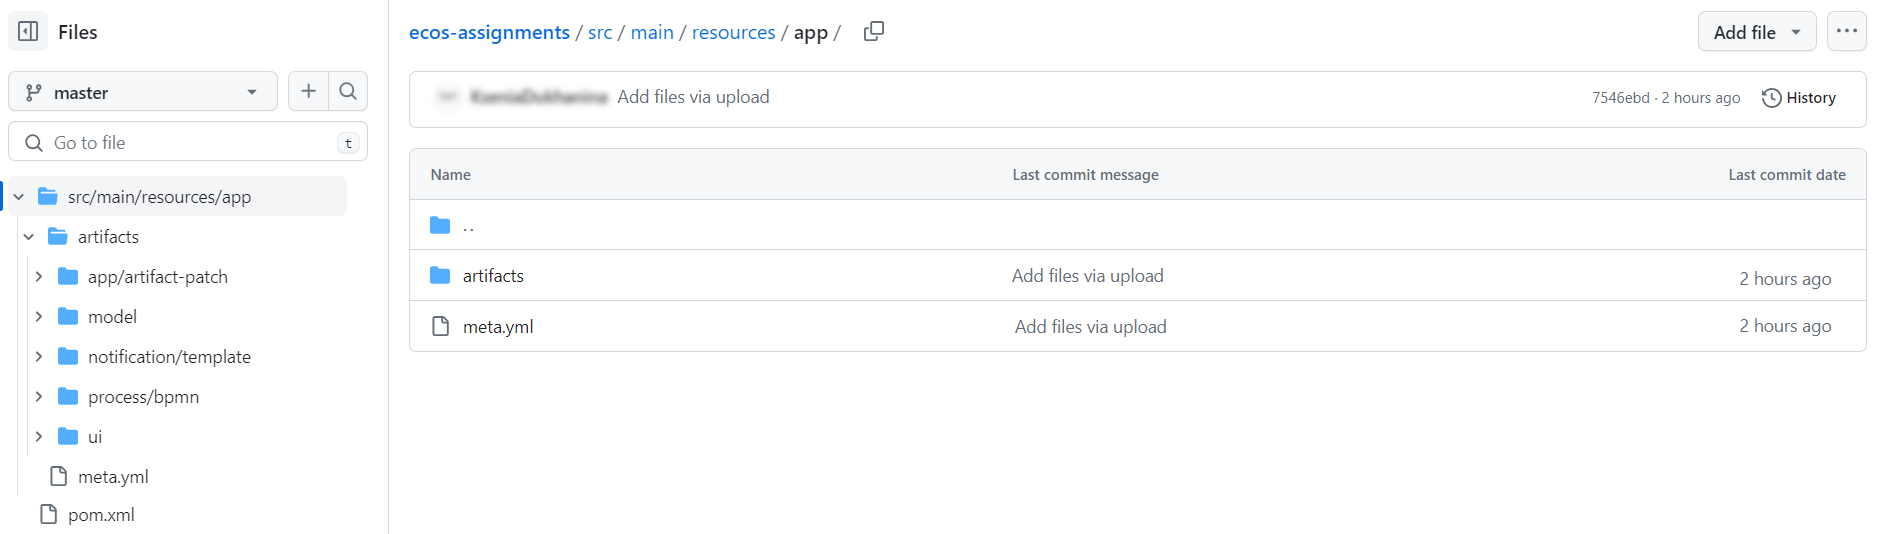 Files
master
Go to file
t
src/main/resources/app
artifacts
app/artifact-patch
model
notification/template
process/bpmn
ui
meta.yml
pom.xml
ecos-assignments / src / main / resources / app /
Add file
Add files via upload
7546ebd · 2 hours ago
History
Name Last commit message Last commit date
..
artifacts Add files via upload 2 hours ago
meta.yml Add files via upload 2 hours ago